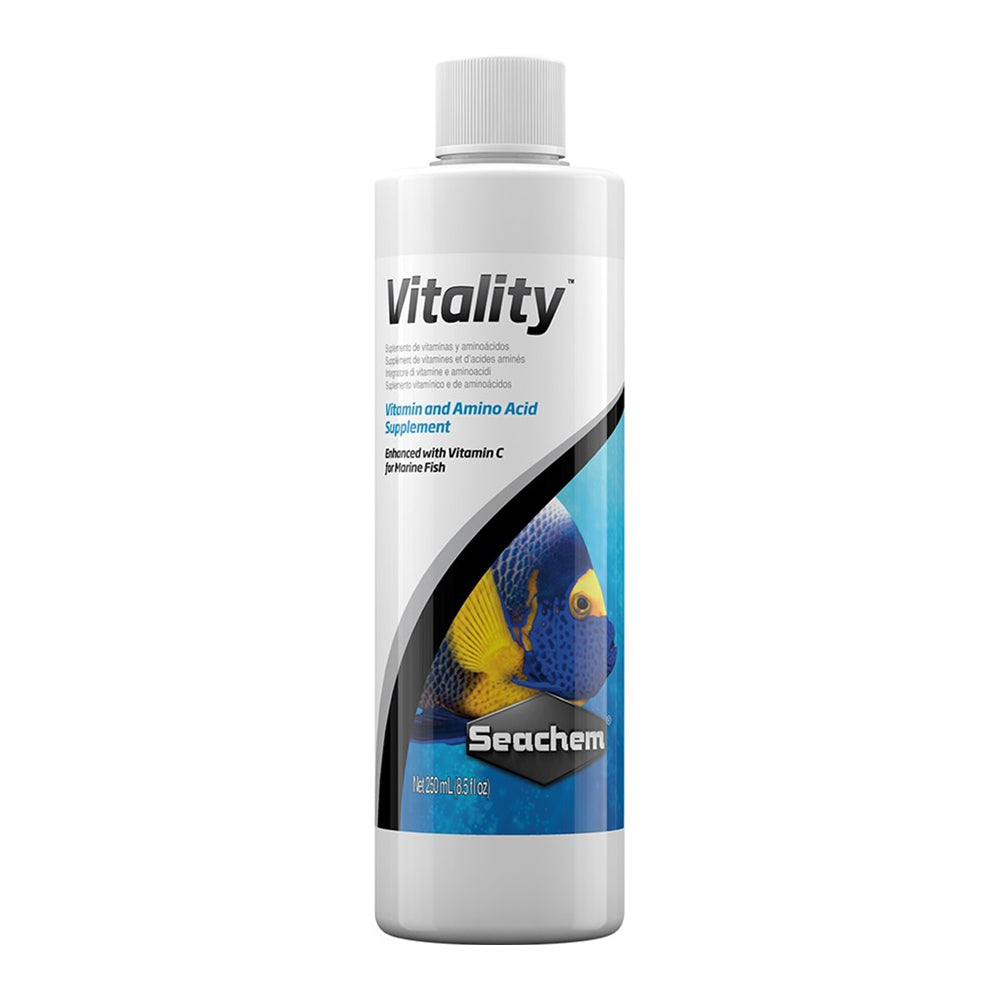 Vitality™
Suplemento de vitaminas y aminoácidos
Supplément de vitamines et d'acides aminés
Integratore di vitamine e aminoacidi
Suplemento vitamínico e de aminoácidos
Vitamin and Amino Acid
Supplement
Enhanced with Vitamin C
for Marine Fish
Seachem®
Net 250 mL (8.5 fl oz)